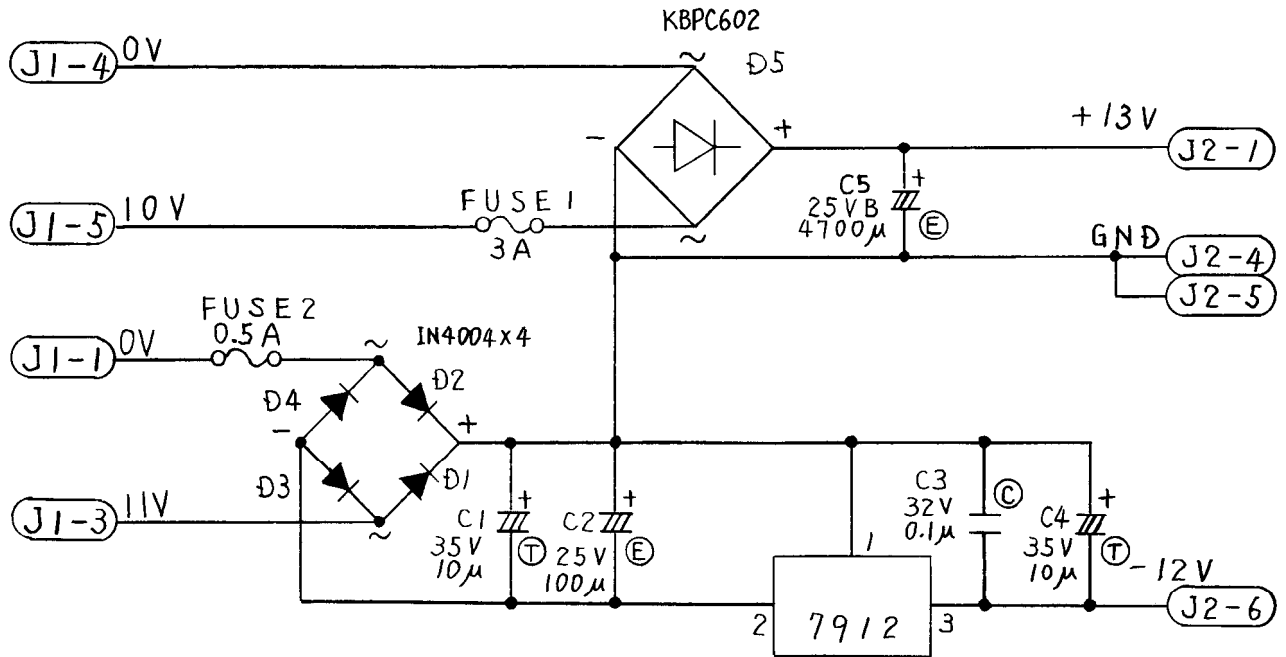 KBPC602
J1-4 0V
~
D5
- +
+13V
J2-1
C5
25VB
4700μ
+
E
J1-5 10V
FUSE1
3A
~
GND
J2-4
J2-5
FUSE2
0.5A
J1-1 0V
~
IN4004×4
D4
D2
- +
D3
D1
J1-3 11V
~
C1
35V
10μ
+
T
C2
25V
100μ
+
E
1
2 7912 3
C3
32V
0.1μ
C
C4
35V
10μ
+
T
-12V
J2-6